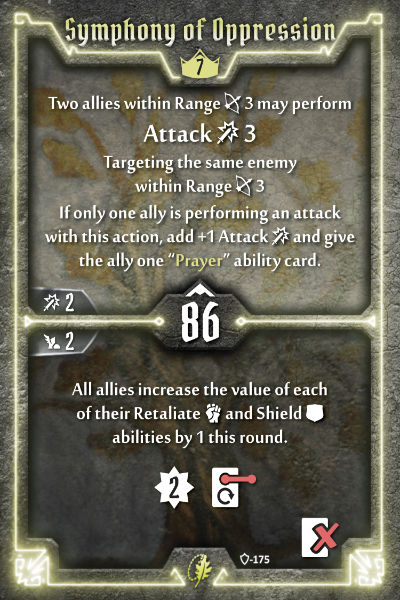 Symphony of Oppression
7
Two allies within Range 3 may perform
Attack 3
Targeting the same enemy
within Range 3
If only one ally is performing an attack
with this action, add +1 Attack and give
the ally one “Prayer” ability card.
2
86
2
All allies increase the value of each
of their Retaliate and Shield
abilities by 1 this round.
2
-175